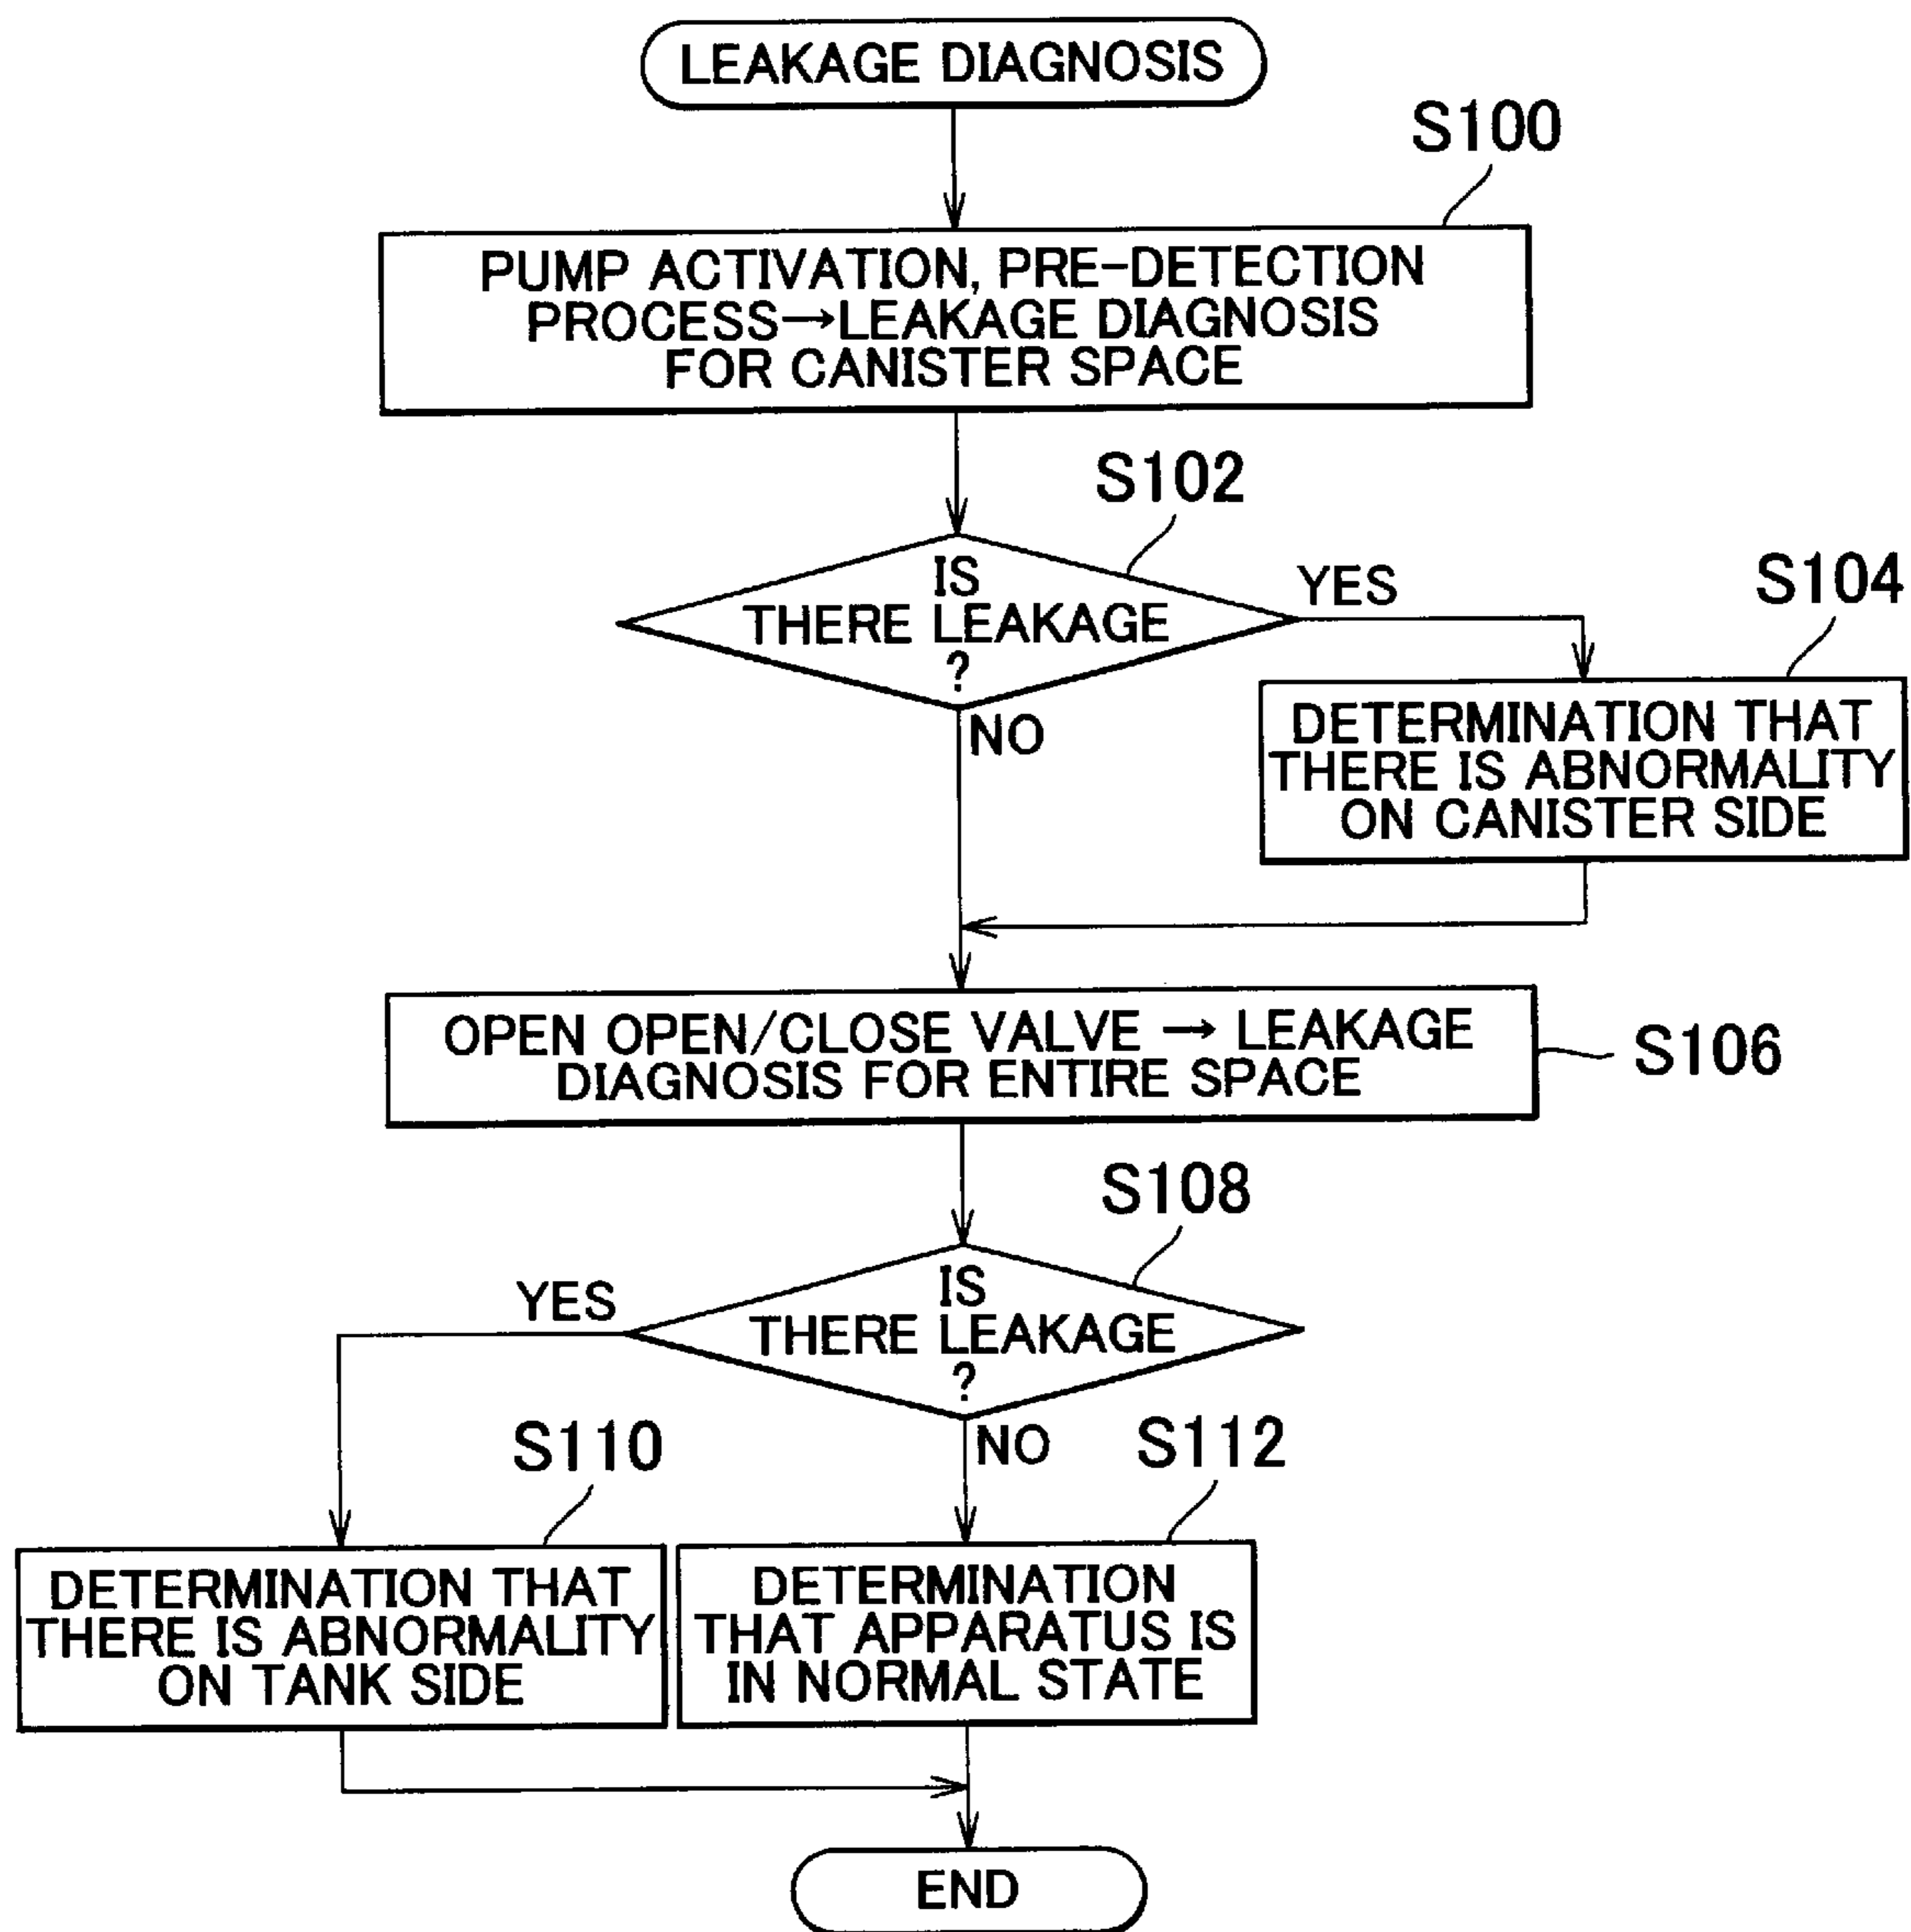 LEAKAGE DIAGNOSIS
S100
PUMP ACTIVATION, PRE-DETECTION
PROCESS→LEAKAGE DIAGNOSIS
FOR CANISTER SPACE
S102
IS
THERE LEAKAGE
?
YES
NO
S104
DETERMINATION THAT
THERE IS ABNORMALITY
ON CANISTER SIDE
OPEN OPEN/CLOSE VALVE → LEAKAGE
DIAGNOSIS FOR ENTIRE SPACE
S106
S108
IS
THERE LEAKAGE
?
YES
NO
S110
DETERMINATION THAT
THERE IS ABNORMALITY
ON TANK SIDE
S112
DETERMINATION
THAT APPARATUS IS
IN NORMAL STATE
END